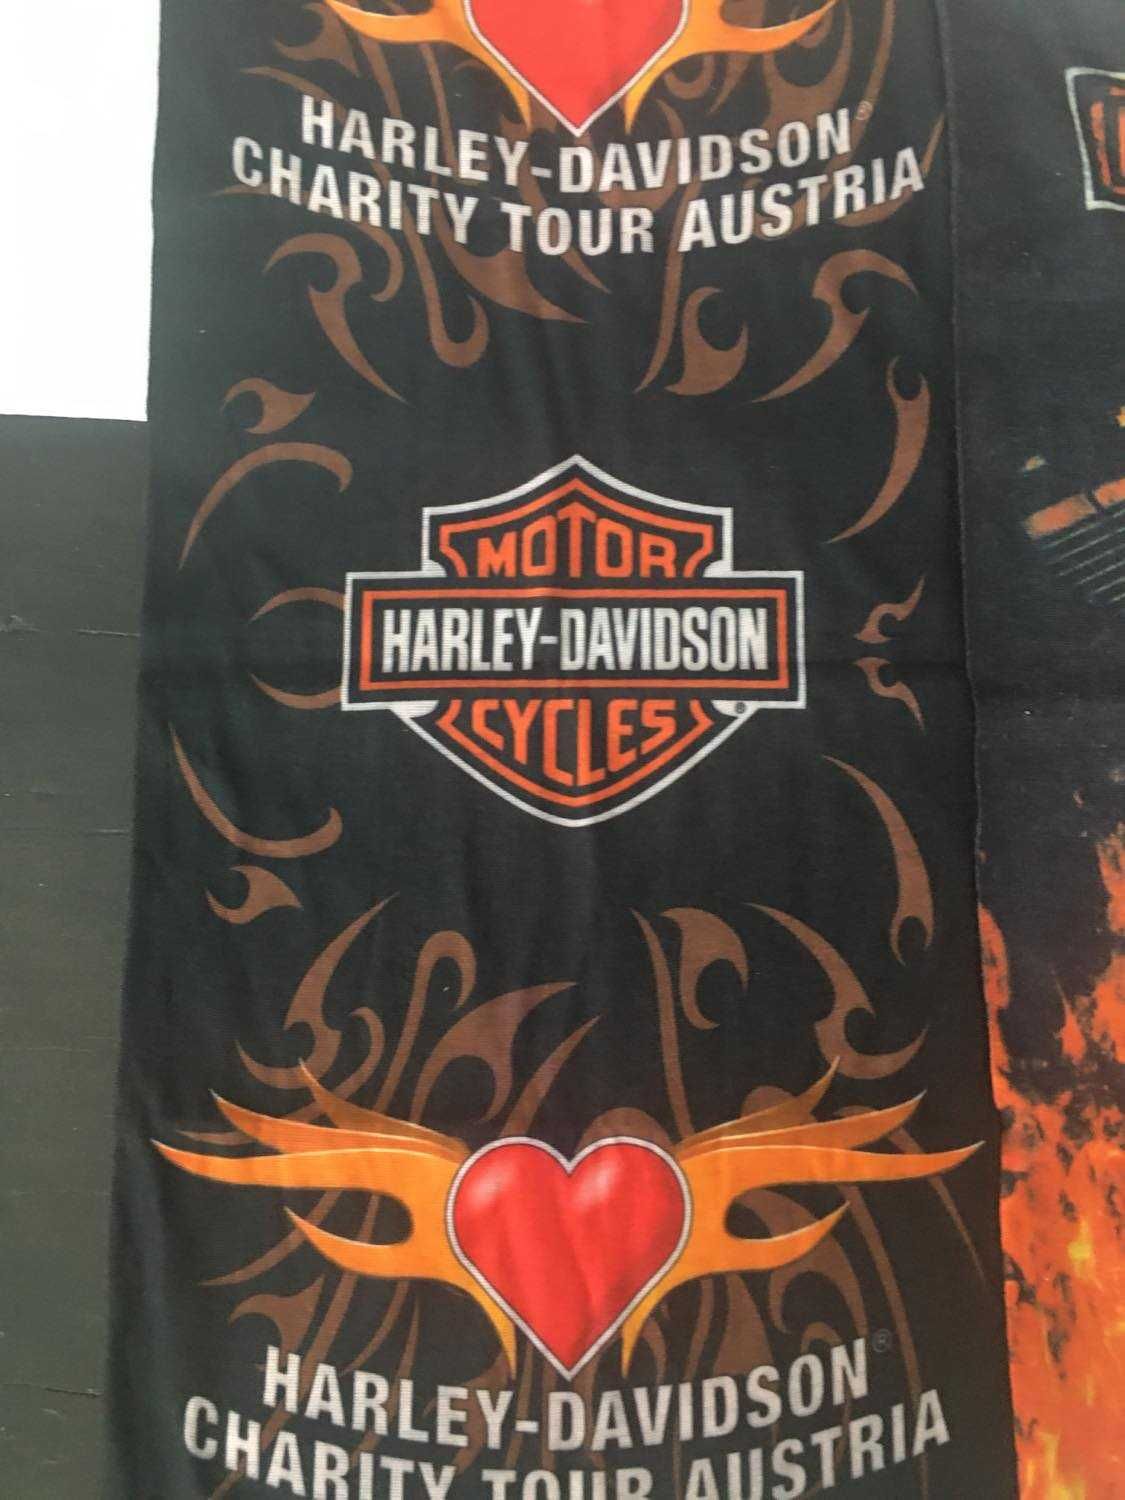 HARLEY-DAVIDSON®
CHARITY TOUR AUSTRIA
MOTOR
HARLEY-DAVIDSON
CYCLES ®
HARLEY-DAVIDSON®
CHARITY TOUR AUSTRIA